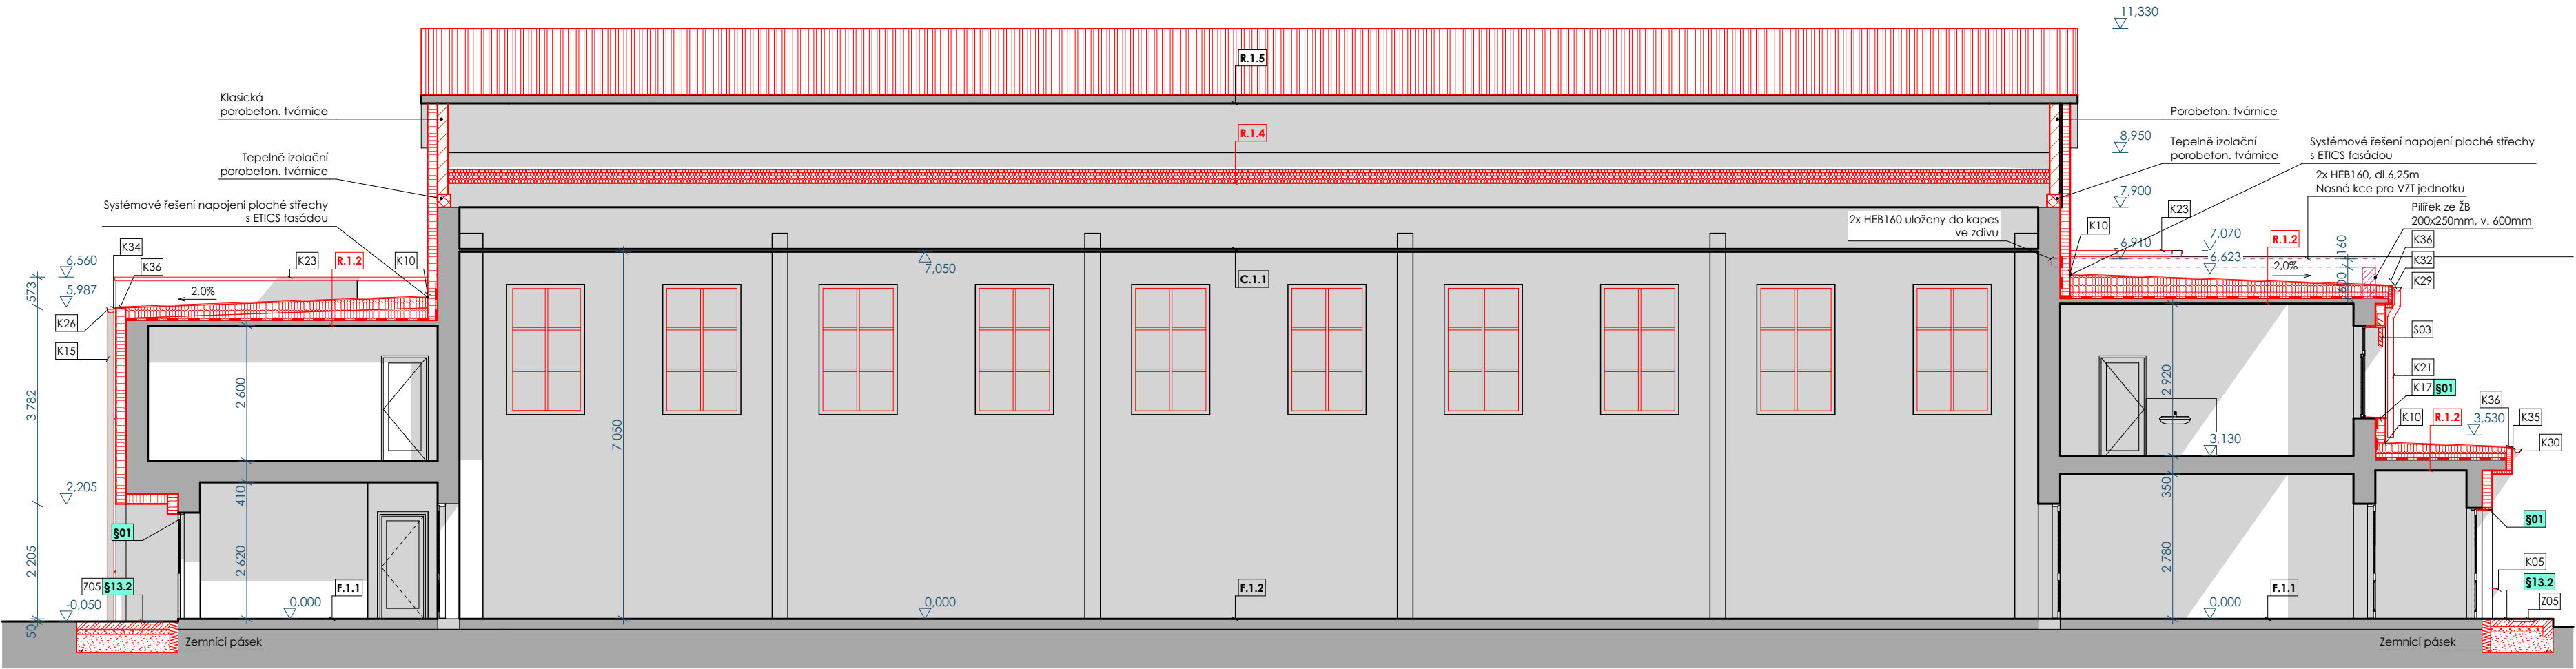 11,330
R.1.5
Klasická
porobeton. tvárnice
Porobeton. tvárnice
R.1.4
8,950
Tepelně izolační
porobeton. tvárnice
Tepelně izolační
porobeton. tvárnice
Systémové řešení napojení ploché střechy
s ETICS fasádou
2x HEB160, dl.6,25m
Nosná kce pro VZT jednotku
7,900
Systémové řešení napojení ploché střechy
s ETICS fasádou
K23
Pilířek ze ŽB
200x250mm, v. 600mm
2x HEB160 uloženy do kapes
ve zdivu
K10
7,070
R.1.2
160
K36
K34
6,910
6,560
K36
K23
R.1.2
K10
7,050
6,623
2,0%
K32
573
5,987
2,0%
C.1.1
600
K29
K26
S03
K15
K21
2 600
2 920
K17
§01
3 782
K36
K10
R.1.2
3,530
K35
7 050
3,130
K30
2,205
410
350
§01
§01
2 205
2 620
2 780
K05
Z05
§13.2
F.1.1
F.1.2
F.1.1
§13.2
-0,050
0,000
0,000
0,000
Z05
50
Zemnící pásek
Zemnící pásek